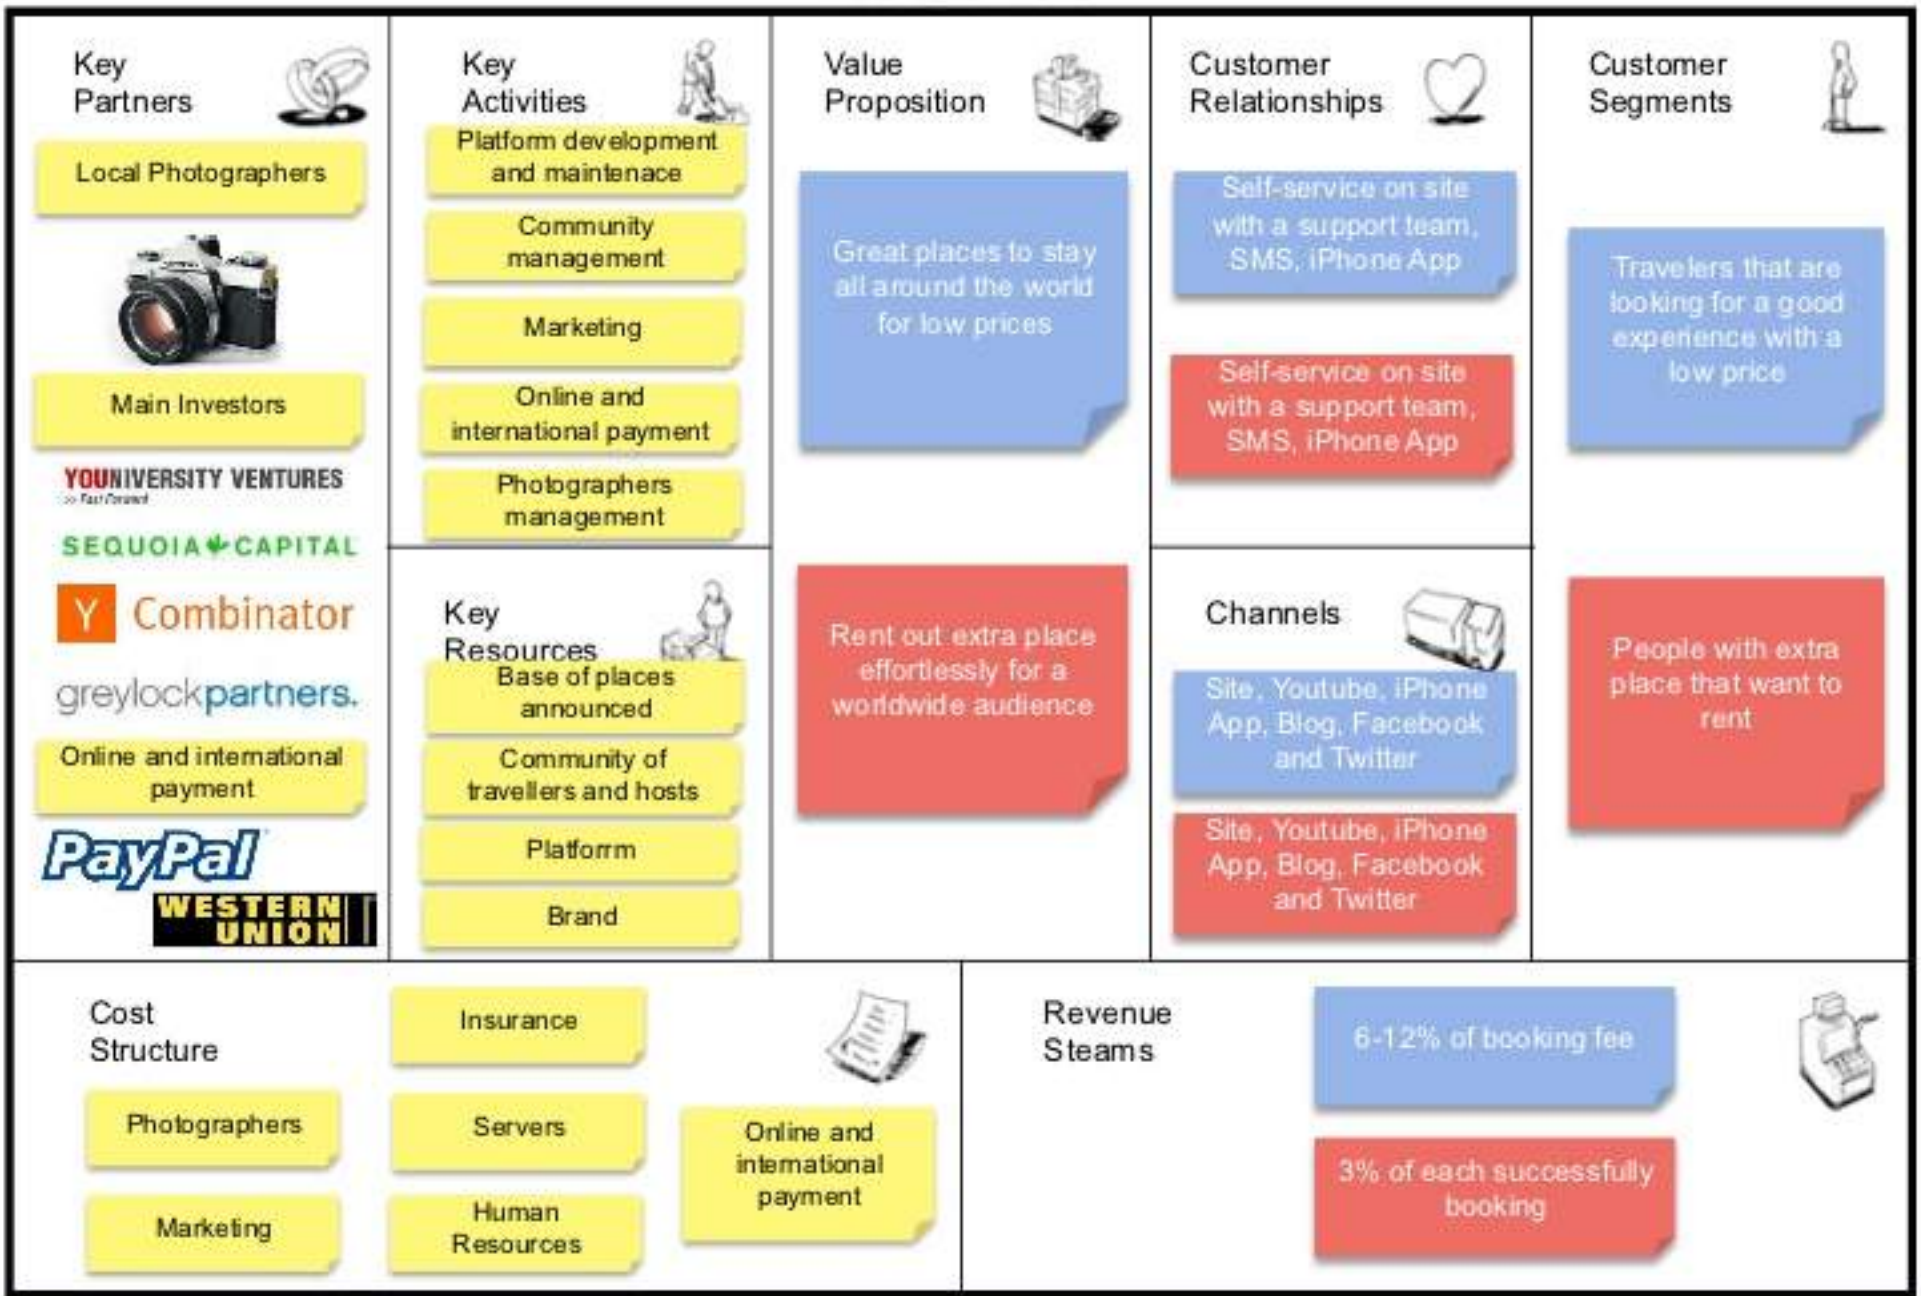 Key
Partners
Local Photographers
Main Investors
YOUNIVERSITY VENTURES
>> Fast Forward
SEQUOIA CAPITAL
Y Combinator
greylockpartners.
Online and international
payment
PayPal
WESTERN
UNION
Key
Activities
Platform development
and maintenace
Community
management
Marketing
Online and
international payment
Photographers
management
Key
Resources
Base of places
announced
Community of
travellers and hosts
Platforrm
Brand
Value
Proposition
Great places to stay
all around the world
for low prices
Rent out extra place
effortlessly for a
worldwide audience
Customer
Relationships
Self-service on site
with a support team,
SMS, iPhone App
Self-service on site
with a support team,
SMS, iPhone App
Channels
Site, Youtube, iPhone
App, Blog, Facebook
and Twitter
Site, Youtube, iPhone
App, Blog, Facebook
and Twitter
Customer
Segments
Travelers that are
looking for a good
experience with a
low price
People with extra
place that want to
rent
Cost
Structure
Photographers
Marketing
Insurance
Servers
Human
Resources
Online and
international
payment
Revenue
Steams
6-12% of booking fee
3% of each successfully
booking